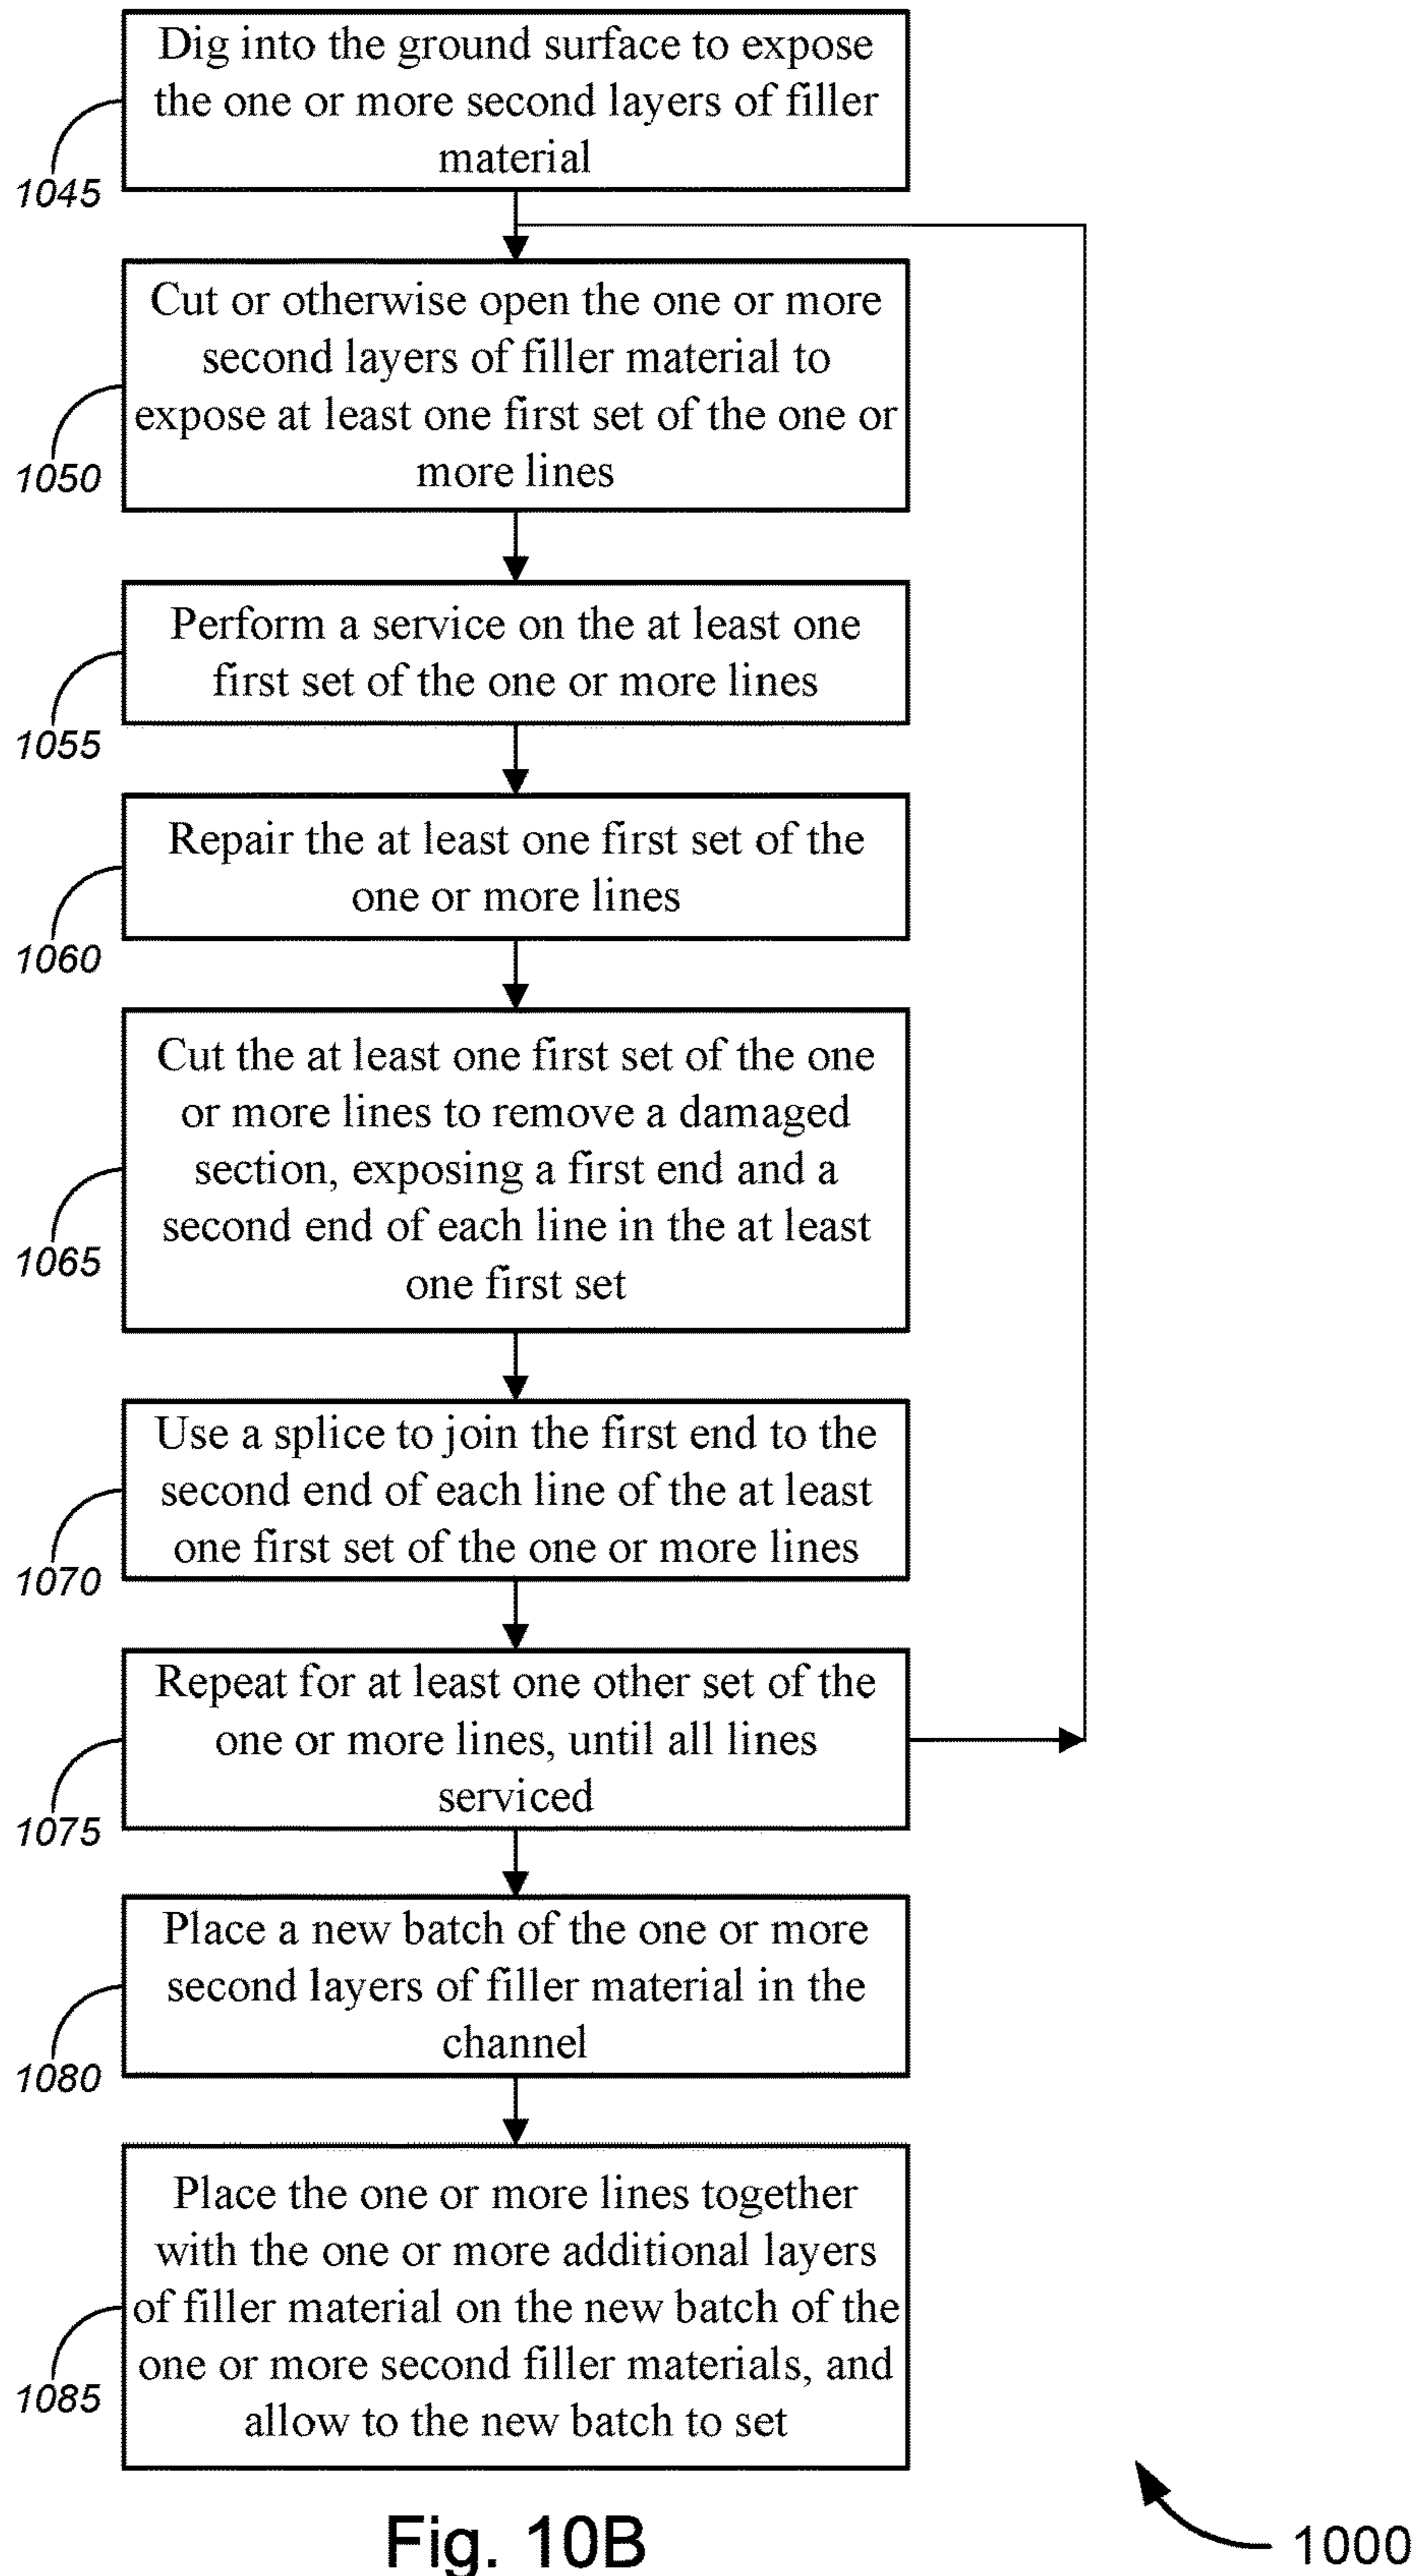 Dig into the ground surface to expose
the one or more second layers of filler
material
1045
Cut or otherwise open the one or more
second layers of filler material to
expose at least one first set of the one or
more lines
1050
Perform a service on the at least one
first set of the one or more lines
1055
Repair the at least one first set of the
one or more lines
1060
Cut the at least one first set of the one
or more lines to remove a damaged
section, exposing a first end and a
second end of each line in the at least
one first set
1065
Use a splice to join the first end to the
second end of each line of the at least
one first set of the one or more lines
1070
Repeat for at least one other set of the
one or more lines, until all lines
serviced
1075
Place a new batch of the one or more
second layers of filler material in the
channel
1080
Place the one or more lines together
with the one or more additional layers
of filler material on the new batch of the
one or more second filler materials, and
allow to the new batch to set
1085
Fig. 10B
1000